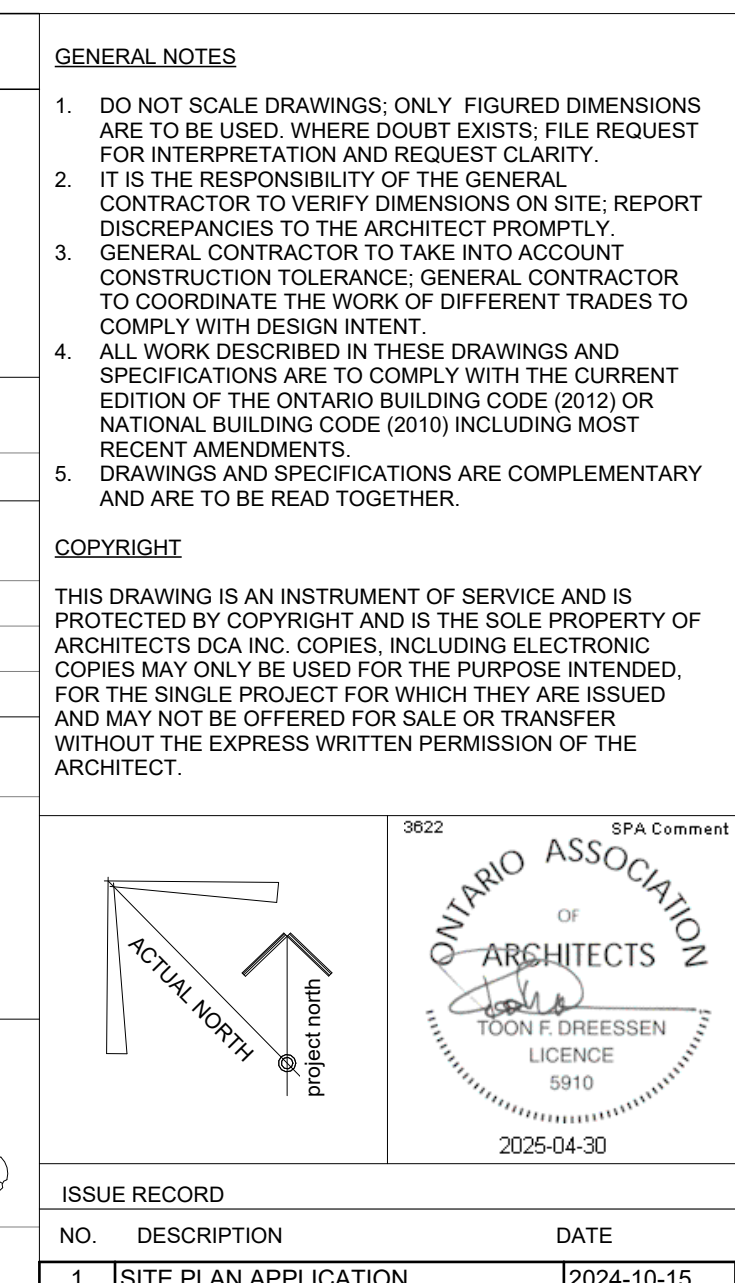 GENERAL NOTES
1. DO NOT SCALE DRAWINGS; ONLY FIGURED DIMENSIONS
ARE TO BE USED. WHERE DOUBT EXISTS; FILE REQUEST
FOR INTERPRETATION AND REQUEST CLARITY.
2. IT IS THE RESPONSIBILITY OF THE GENERAL
CONTRACTOR TO VERIFY DIMENSIONS ON SITE; REPORT
DISCREPANCIES TO THE ARCHITECT PROMPTLY.
3. GENERAL CONTRACTOR TO TAKE INTO ACCOUNT
CONSTRUCTION TOLERANCE; GENERAL CONTRACTOR
TO COORDINATE THE WORK OF DIFFERENT TRADES TO
COMPLY WITH DESIGN INTENT.
4. ALL WORK DESCRIBED IN THESE DRAWINGS AND
SPECIFICATIONS ARE TO COMPLY WITH THE CURRENT
EDITION OF THE ONTARIO BUILDING CODE (2012) OR
NATIONAL BUILDING CODE (2010) INCLUDING MOST
RECENT AMENDMENTS.
5. DRAWINGS AND SPECIFICATIONS ARE COMPLEMENTARY
AND ARE TO BE READ TOGETHER.
COPYRIGHT
THIS DRAWING IS AN INSTRUMENT OF SERVICE AND IS
PROTECTED BY COPYRIGHT AND IS THE SOLE PROPERTY OF
ARCHITECTS DCA INC. COPIES, INCLUDING ELECTRONIC
COPIES MAY ONLY BE USED FOR THE PURPOSE INTENDED,
FOR THE SINGLE PROJECT FOR WHICH THEY ARE ISSUED
AND MAY NOT BE OFFERED FOR SALE OR TRANSFER
WITHOUT THE EXPRESS WRITTEN PERMISSION OF THE
ARCHITECT.
ACTUAL NORTH
project north
3622 SPA Comment
ONTARIO ASSOCIATION
OF
ARCHITECTS
TOON F. DREESSEN
LICENCE
5910
2025-04-30
ISSUE RECORD
NO. DESCRIPTION DATE
1 SITE PLAN APPLICATION 2024-10-15